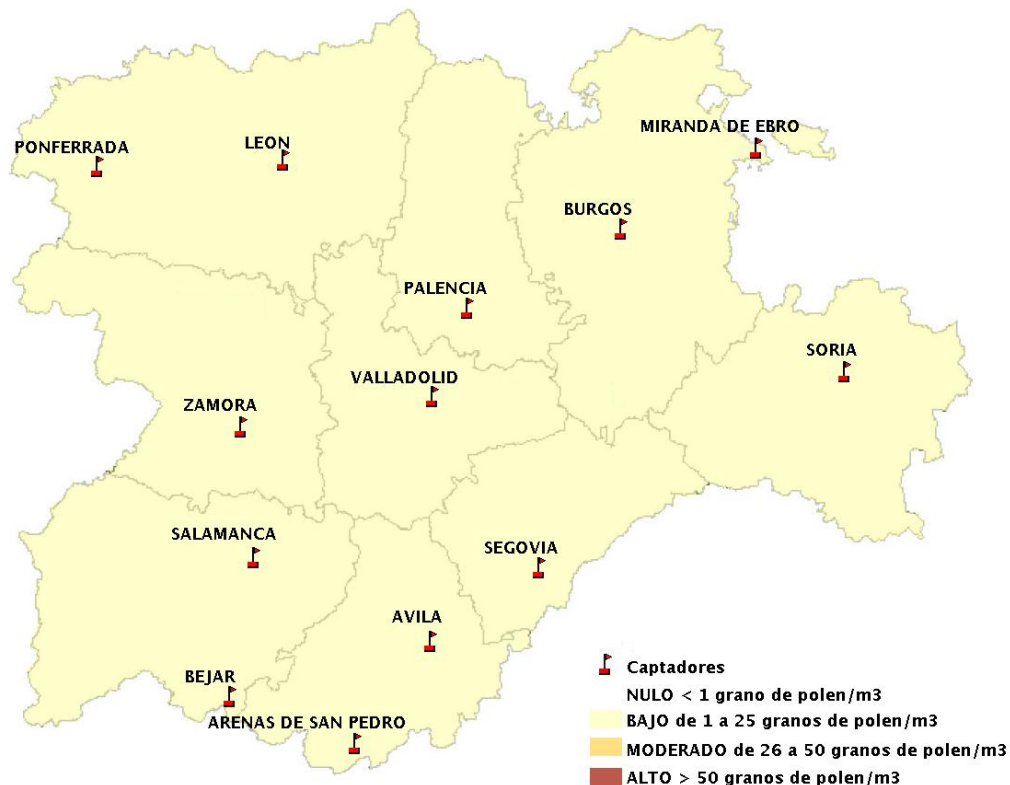 MIRANDA DE EBRO
PONFERRADA
LEON
BURGOS
PALENCIA
SORIA
VALLADOLID
ZAMORA
SALAMANCA
SEGOVIA
AVILA
BEJAR
ARENAS DE SAN PEDRO
Captadores
NULO < 1 grano de polen/m3
BAJO de 1 a 25 granos de polen/m3
MODERADO de 26 a 50 granos de polen/m3
ALTO > 50 granos de polen/m3